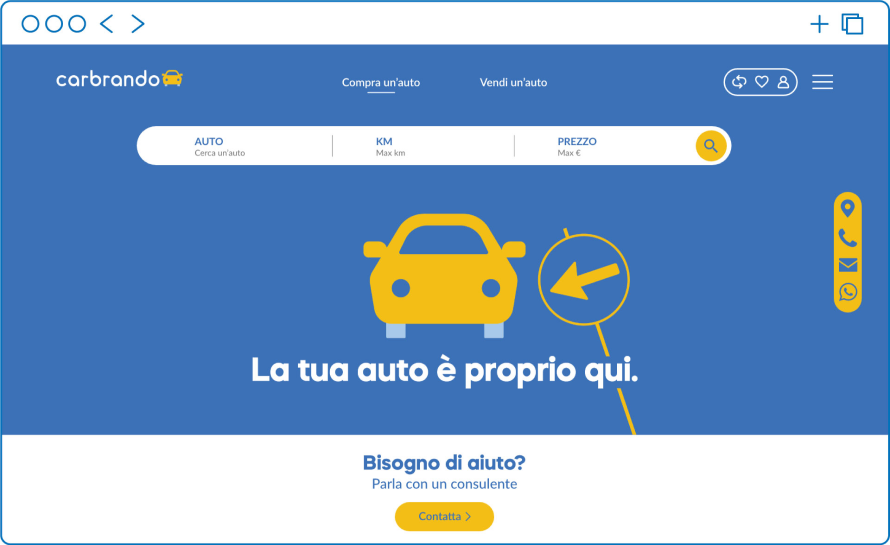 carbrando
Compra un'auto
Vendi un'auto
AUTO
Cerca un'auto
KM
Max km
PREZZO
Max €
La tua auto è proprio qui.
Bisogno di aiuto?
Parla con un consulente
Contatta >